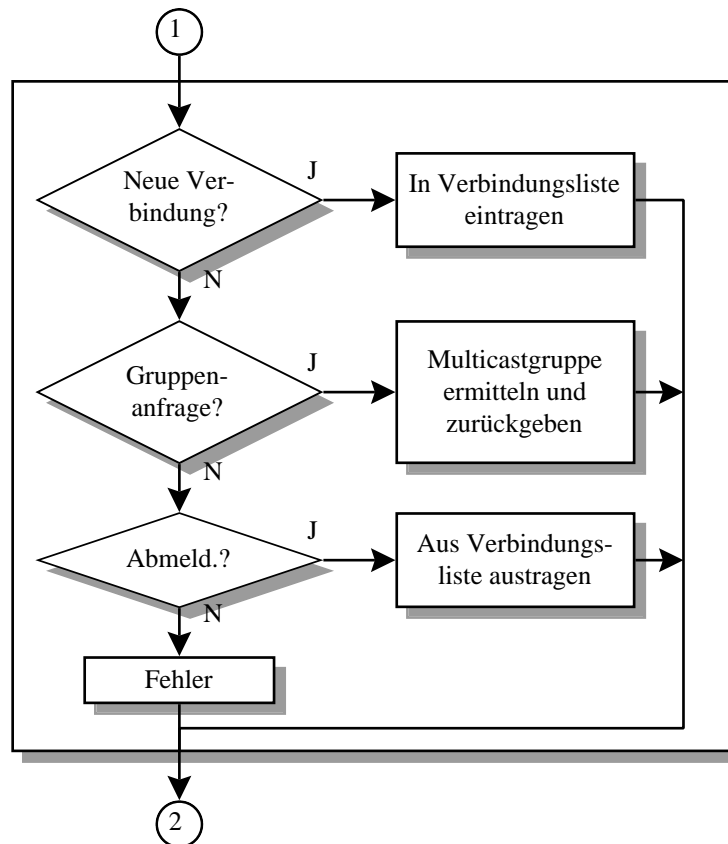 1
Neue Ver-
bindung?
J
In Verbindungsliste
eintragen
N
Gruppen-
anfrage?
J
Multicastgruppe
ermitteln und
zurückgeben
N
Abmeld.?
J
Aus Verbindungs-
liste austragen
N
Fehler
2